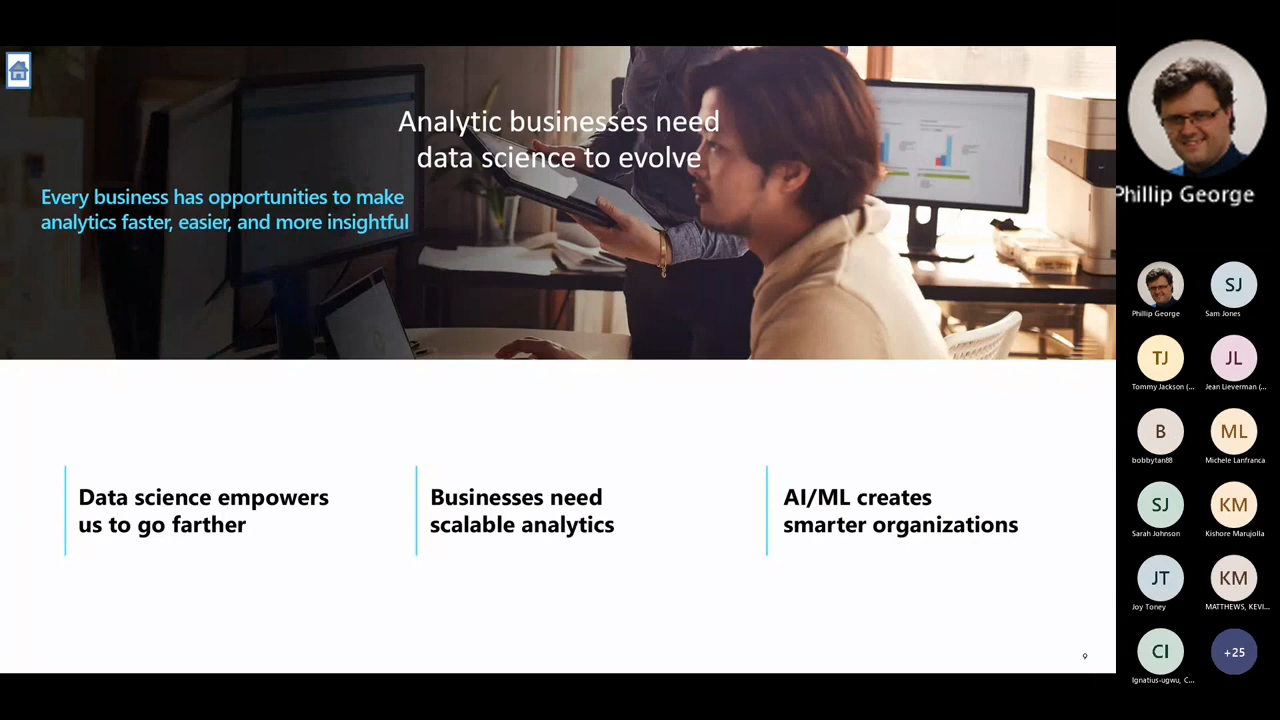 Analytic businesses need
data science to evolve
Every business has opportunities to make
analytics faster, easier, and more insightful
Data science empowers
us to go farther
Businesses need
scalable analytics
AI/ML creates
smarter organizations
9
Phillip George
Phillip George
SJ
Sam Jones
TJ
Tommy Jackson (...
JL
Jean Lieverman (...
B
bobbytan88
ML
Michele Lanfranca
SJ
Sarah Johnson
KM
Kishore Marujolla
JT
Joy Toney
KM
MATTHEWS, KEVI...
CI
Ignatius-ugwu, C...
+25